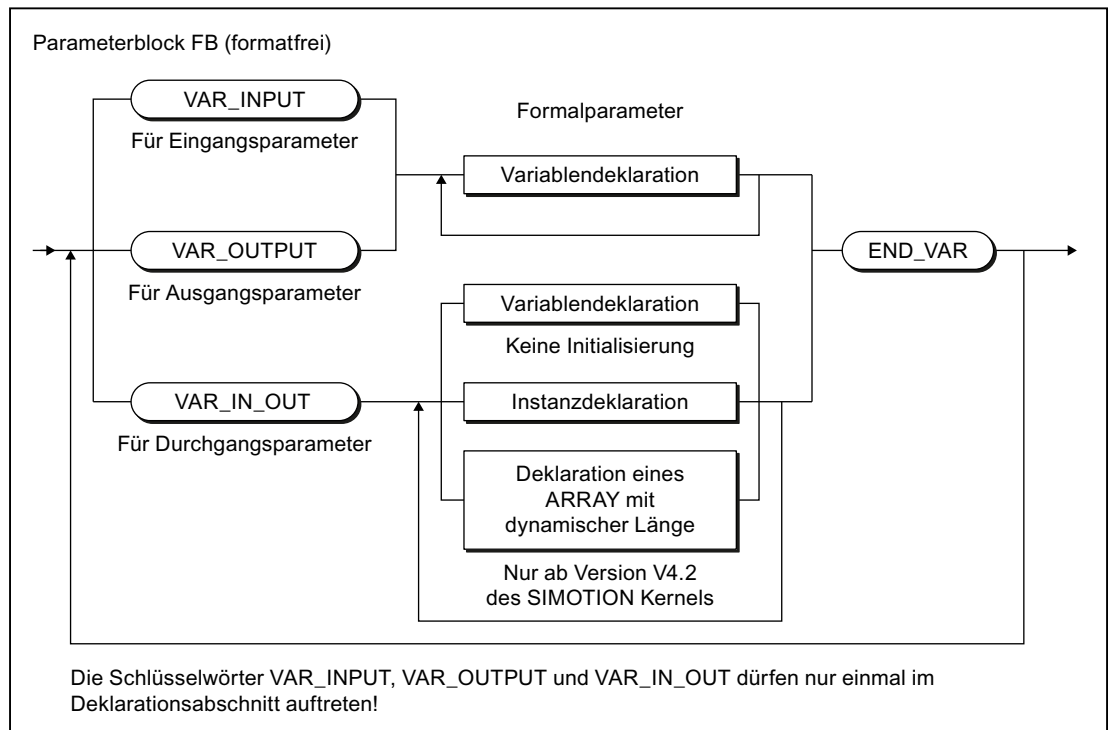 Parameterblock FB (formatfrei)
VAR_INPUT
Für Eingangsparameter
Formalparameter
Variablendeklaration
VAR_OUTPUT
Für Ausgangsparameter
END_VAR
Variablendeklaration
Keine Initialisierung
VAR_IN_OUT
Für Durchgangsparameter
Instanzdeklaration
Deklaration eines
ARRAY mit
dynamischer Länge
Nur ab Version V4.2
des SIMOTION Kernels
Die Schlüsselwörter VAR_INPUT, VAR_OUTPUT und VAR_IN_OUT dürfen nur einmal im
Deklarationsabschnitt auftreten!